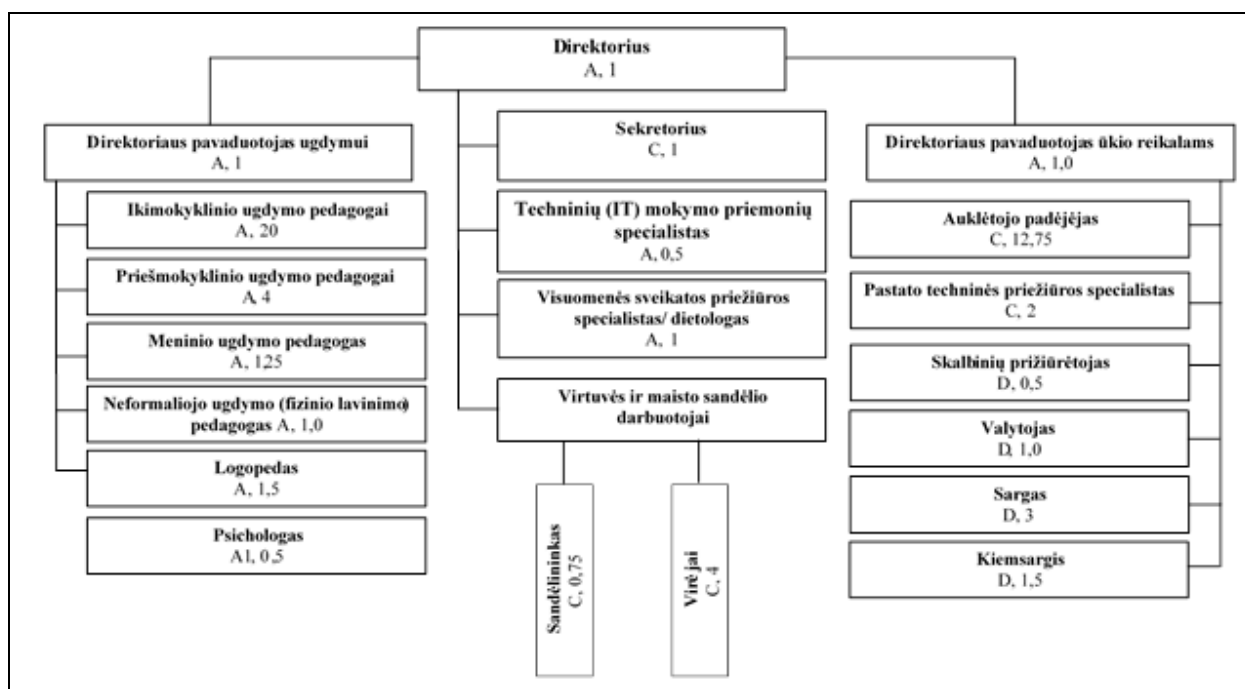 Direktorius
A, 1
Direktoriaus pavaduotojas ugdymui
A, 1
Ikimokyklinio ugdymo pedagogai
A, 20
Priešmokyklinio ugdymo pedagogai
A, 4
Meninio ugdymo pedagogas
A, 1,25
Neformaliojo ugdymo (fizinio lavinimo)
pedagogas A, 1,0
Logopedas
A, 1,5
Psichologas
A1, 0,5
Sekretorius
C, 1
Techninių (IT) mokymo priemonių
specialistas
A, 0,5
Visuomenės sveikatos priežiūros
specialistas/ dietologas
A, 1
Virtuvės ir maisto sandėlio
darbuotojai
Sandėlininkas
C, 0,75
Virėjai
C, 4
Direktoriaus pavaduotojas ūkio reikalams
A, 1,0
Auklėtojo padėjėjas
C, 12,75
Pastato techninės priežiūros specialistas
C, 2
Skalbinių prižiūrėtojas
D, 0,5
Valytojas
D, 1,0
Sargas
D, 3
Kiemsargis
D, 1,5